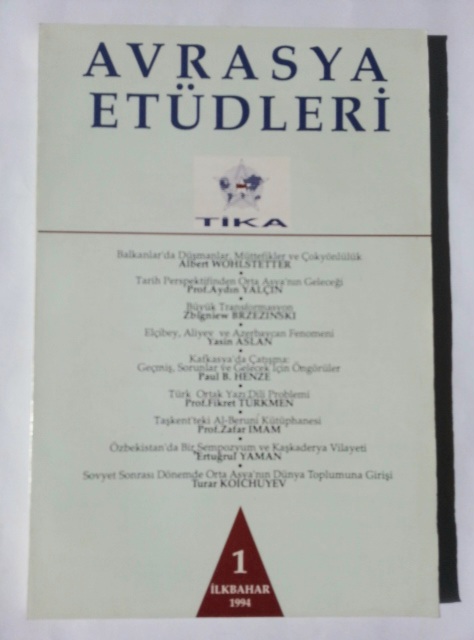 AVRASYA
ETÜDLERİ
TİKA
Balkanlar'da Düşmanlar, Müttefikler ve Çokyönlülük
Albert WOHLSTETTER
Tarih Perspektifinden Orta Asya'nın Geleceği
Prof.Aydın YALÇIN
Büyük Transformasyon
Zbigniew BRZEZINSKI
Elçibey, Aliyev ve Azerbaycan Fenomeni
Yasin ASLAN
Kafkasya'da Çatışma:
Geçmiş, Sorunlar ve Gelecek İçin Öngörüler
Paul B. HENZE
Türk Ortak Yazı Dili Problemi
Prof.Fikret TÜRKMEN
Taşkent'teki Al-Beruni Kütüphanesi
Prof.Zafar IMAM
Özbekistan'da Bir Sempozyum ve Kaşkaderya Vilayeti
Ertuğrul YAMAN
Sovyet Sonrası Dönemde Orta Asya'nın Dünya Toplumuna Girişi
Turar KOICHUYEV
1
İLKBAHAR
1994